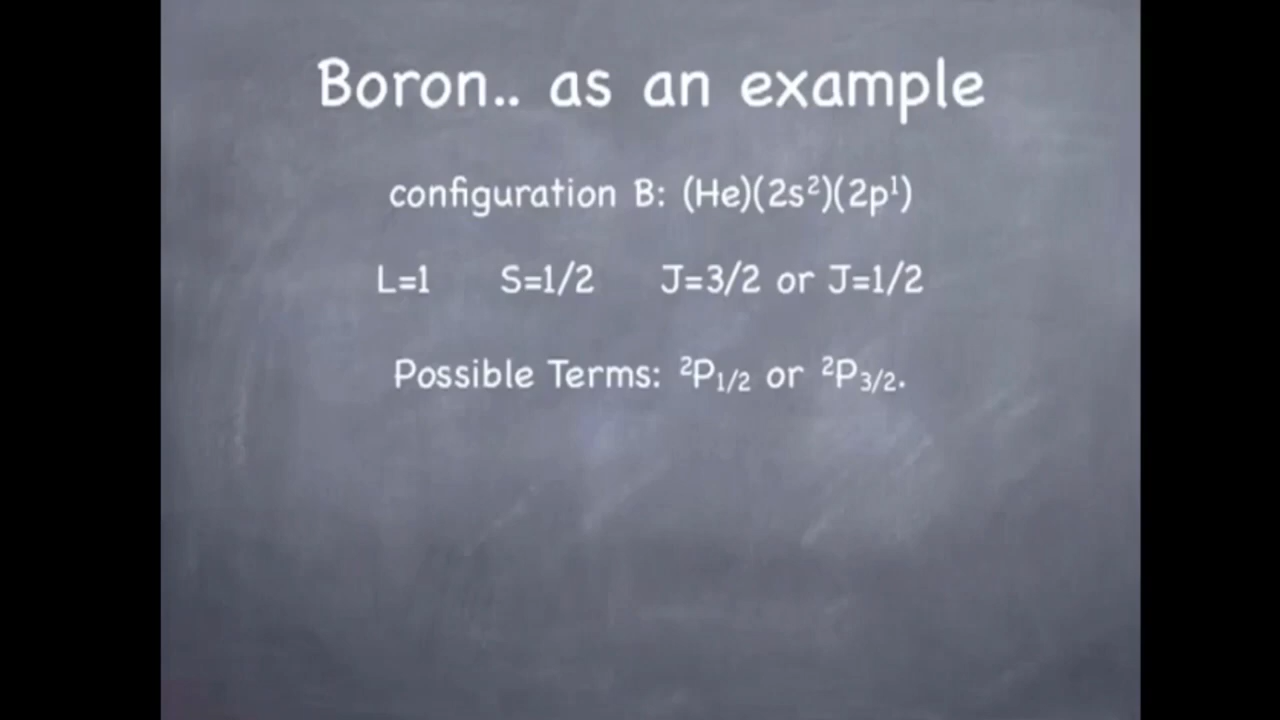 Boron.. as an example
configuration B: (He)(2s²)(2p¹)
L=1 S=1/2 J=3/2 or J=1/2
Possible Terms: ²P₁/₂ or ²P₃/₂.